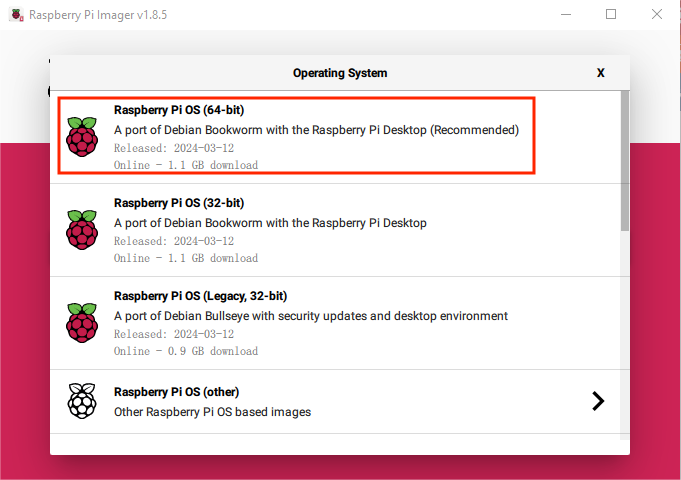 Raspberry Pi Imager v1.8.5
Operating System
X
Raspberry Pi OS (64-bit)
A port of Debian Bookworm with the Raspberry Pi Desktop (Recommended)
Released: 2024-03-12
Online - 1.1 GB download
Raspberry Pi OS (32-bit)
A port of Debian Bookworm with the Raspberry Pi Desktop
Released: 2024-03-12
Online - 1.1 GB download
Raspberry Pi OS (Legacy, 32-bit)
A port of Debian Bullseye with security updates and desktop environment
Released: 2024-03-12
Online - 0.9 GB download
Raspberry Pi OS (other)
Other Raspberry Pi OS based images